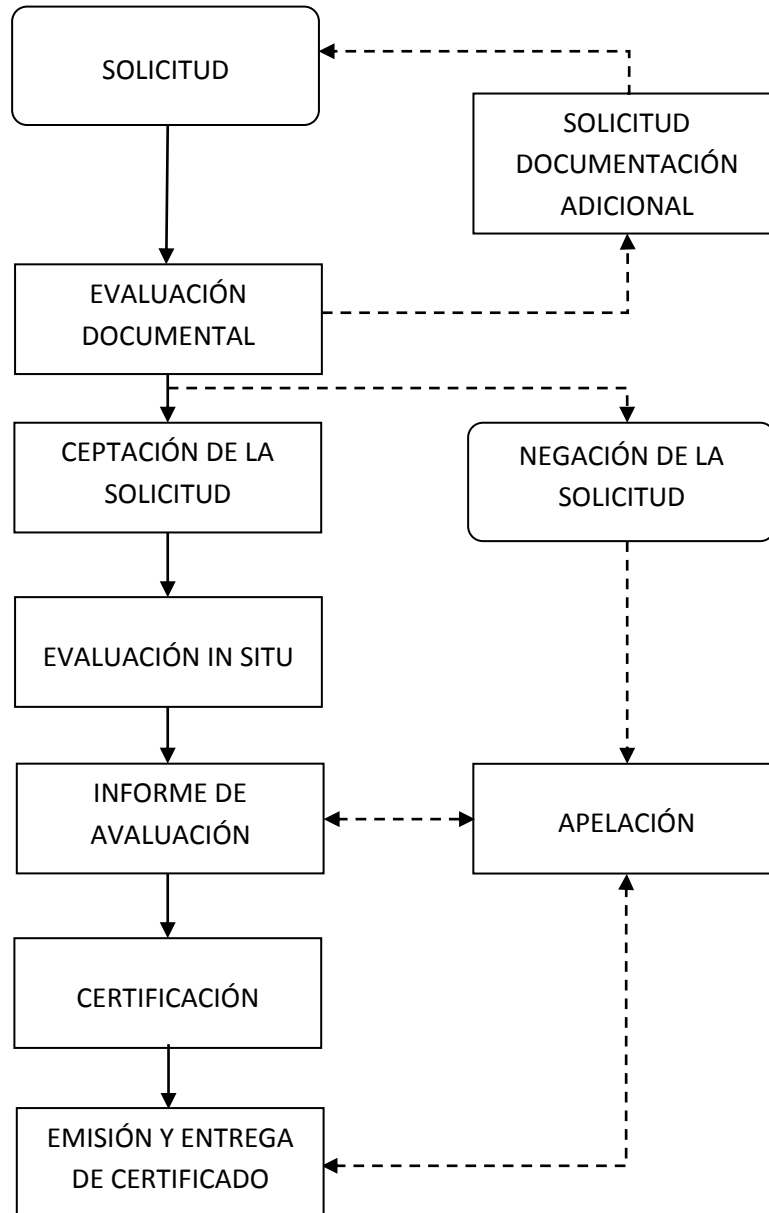 SOLICITUD
SOLICITUD
DOCUMENTACIÓN
ADICIONAL
EVALUACIÓN
DOCUMENTAL
CEPTACIÓN DE LA
SOLICITUD
NEGACIÓN DE LA
SOLICITUD
EVALUACIÓN IN SITU
INFORME DE
AVALUACIÓN
APELACIÓN
CERTIFICACIÓN
EMISIÓN Y ENTREGA
DE CERTIFICADO